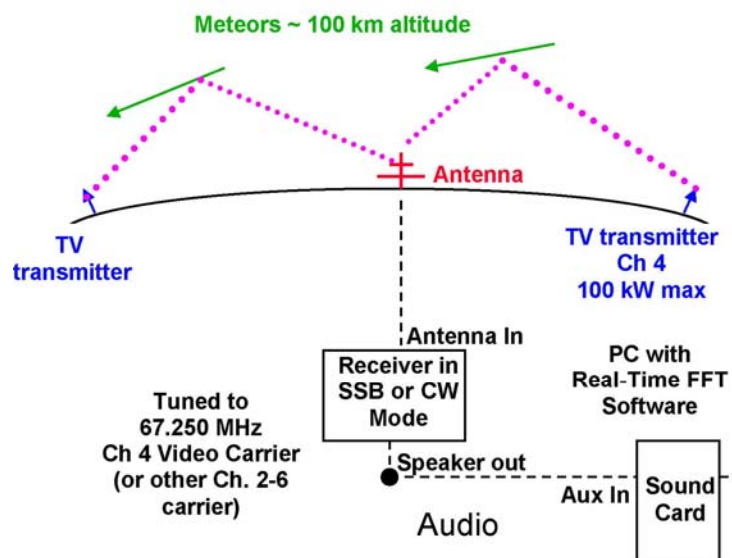 Meteors ~ 100 km altitude
Antenna
TV
transmitter
TV transmitter
Ch 4
100 kW max
Antenna In
Receiver in
SSB or CW
Mode
PC with
Real-Time FFT
Software
Tuned to
67.250 MHz
Ch 4 Video Carrier
(or other Ch. 2-6
carrier)
Speaker out
Aux In
Sound
Card
Audio